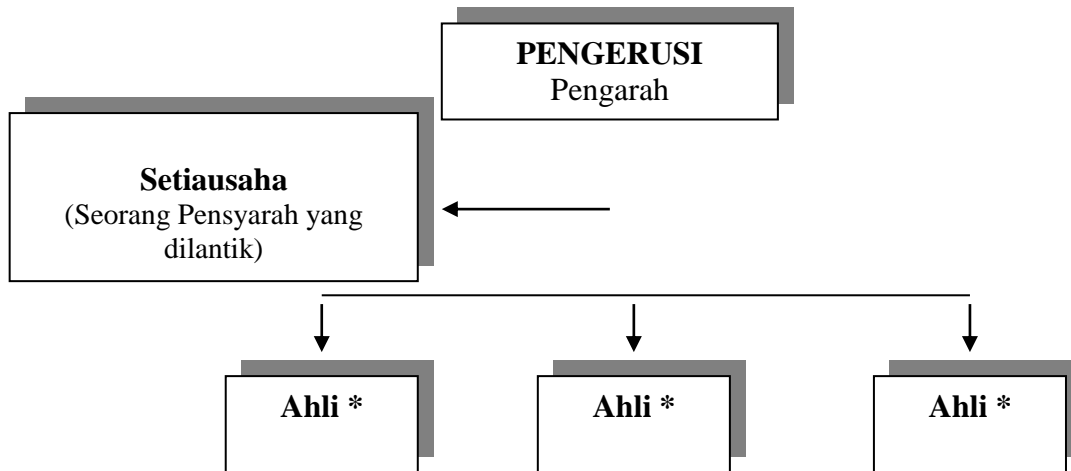 PENGERUSI
Pengarah
Setiausaha
(Seorang Pensyarah yang
dilantik)
Ahli *
Ahli *
Ahli *